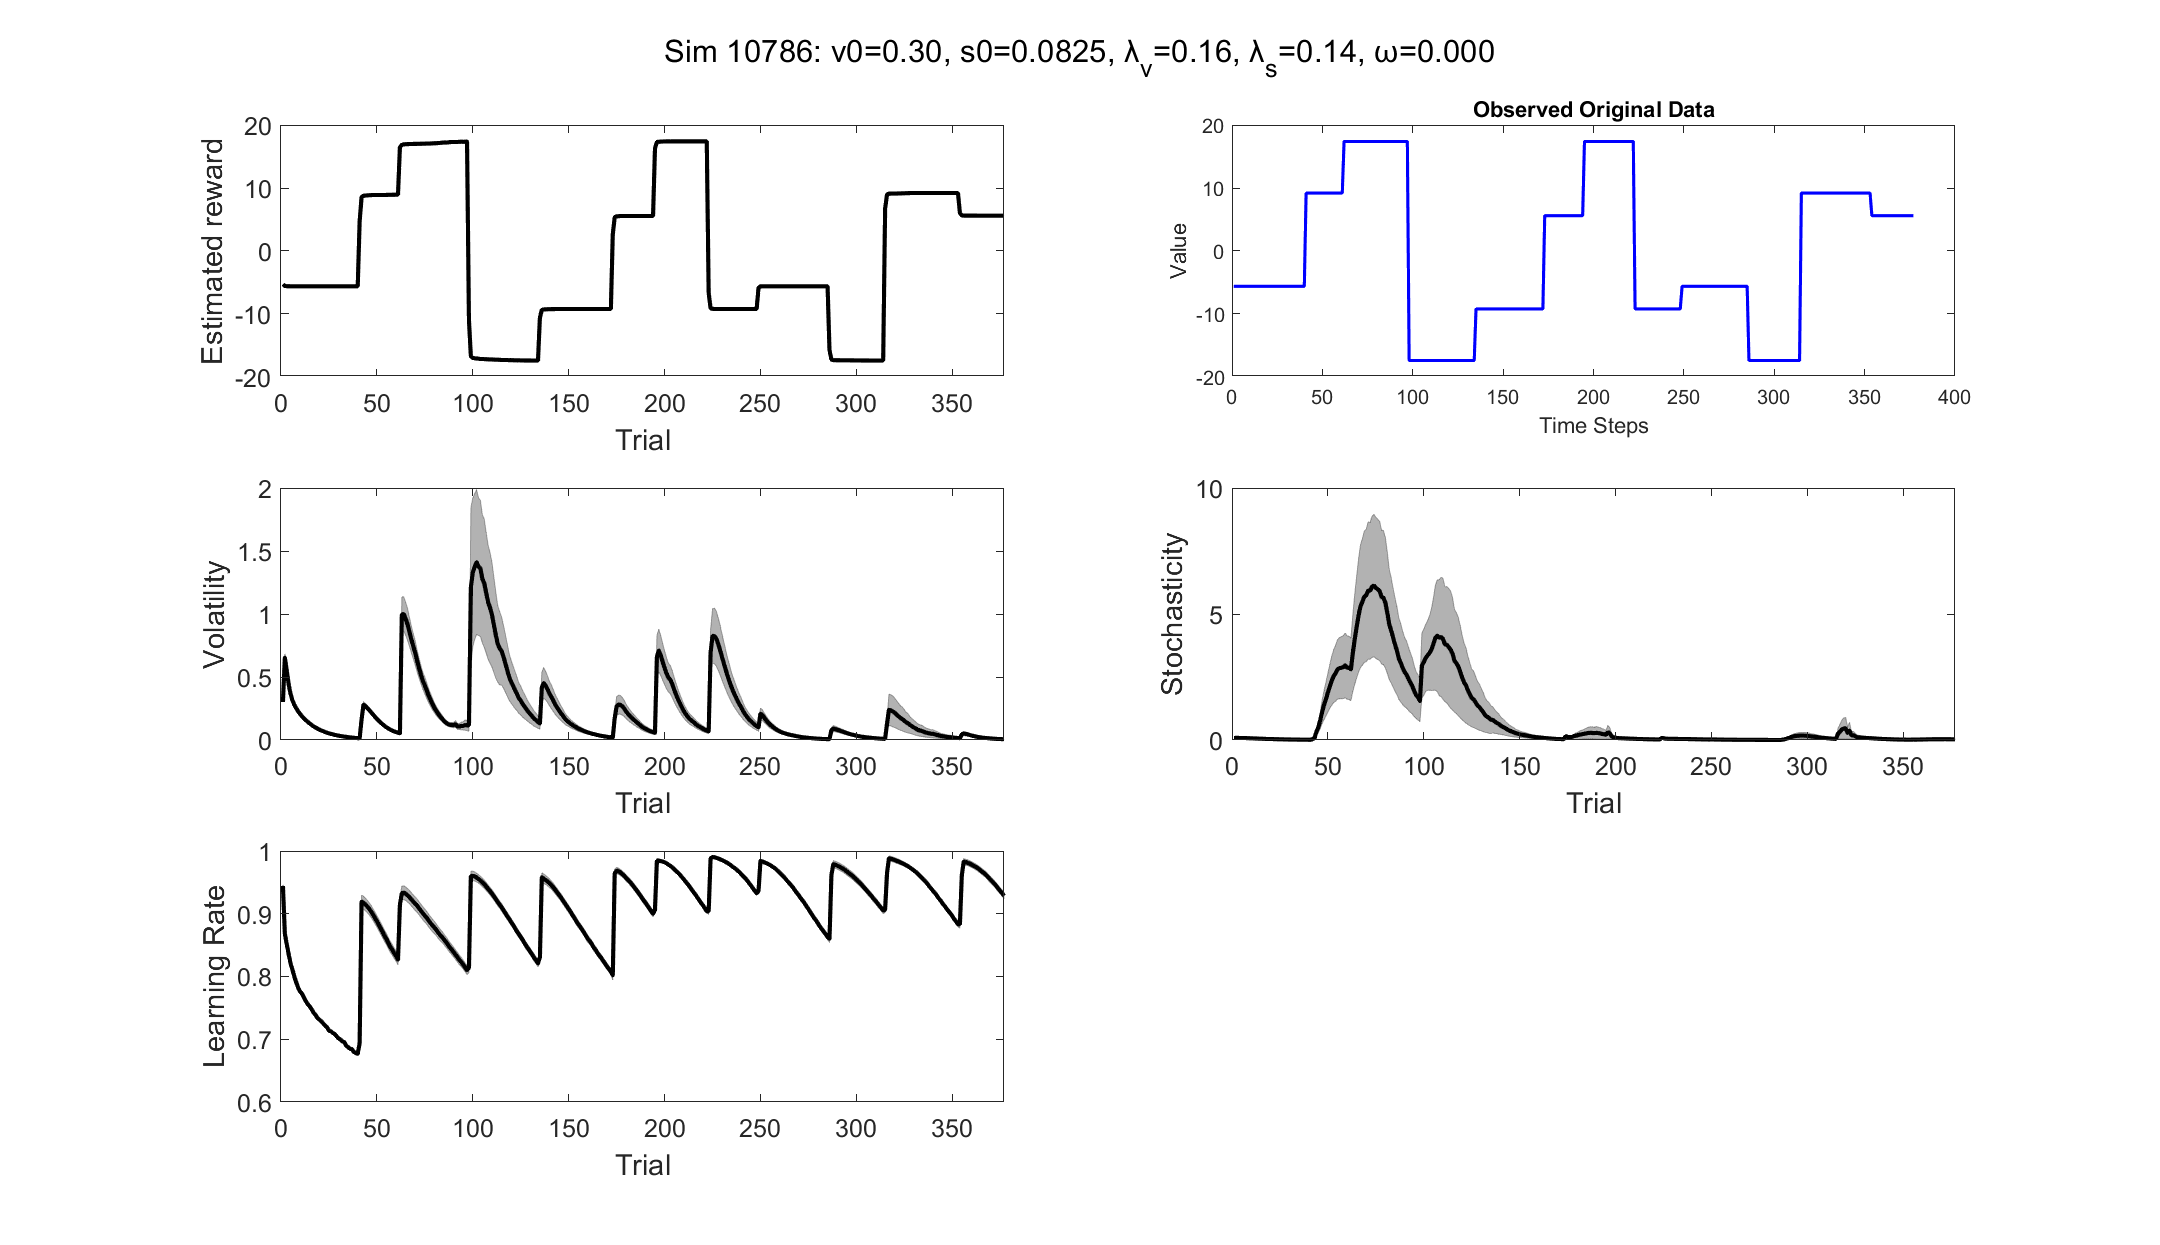 Sim 10786: v0=0.30, s0=0.0825, λv=0.16, λs=0.14, ω=0.000
20
10
0
-10
-20
0 50 100 150 200 250 300 350
Estimated reward
Trial
Observed Original Data
20
10
0
-10
-20
0 50 100 150 200 250 300 350 400
Value
Time Steps
2
1.5
1
0.5
0
0 50 100 150 200 250 300 350
Volatility
Trial
10
5
0
0 50 100 150 200 250 300 350
Stochasticity
Trial
1
0.9
0.8
0.7
0.6
0 50 100 150 200 250 300 350
Learning Rate
Trial